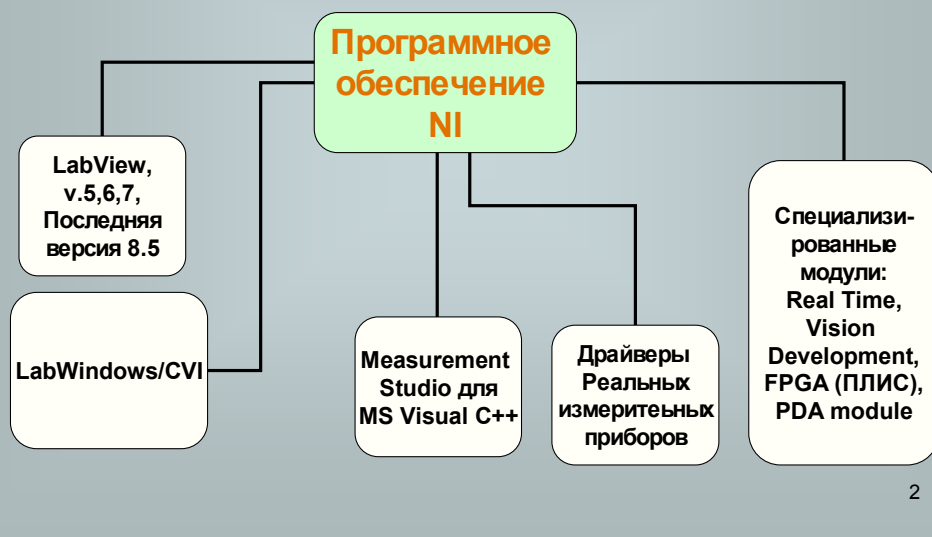 Программное
обеспечение
NI
LabView,
v.5,6,7,
Последняя
версия 8.5
LabWindows/CVI
Measurement
Studio для
MS Visual C++
Драйверы
Реальных
измеритеьных
приборов
Специализи-
рованные
модули:
Real Time,
Vision
Development,
FPGA (ПЛИС),
PDA module
2